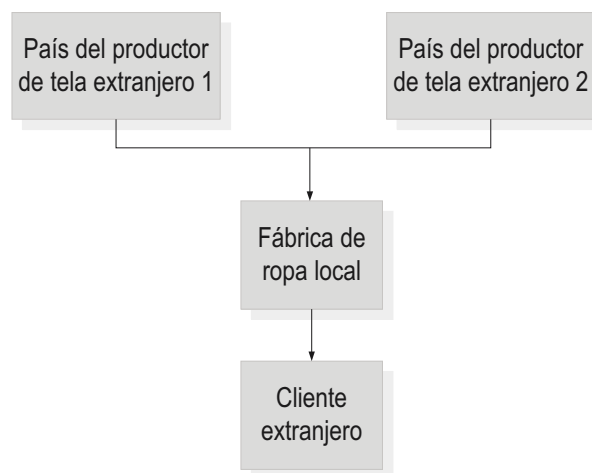 País del productor
de tela extranjero 1
País del productor
de tela extranjero 2
Fábrica de
ropa local
Cliente
extranjero